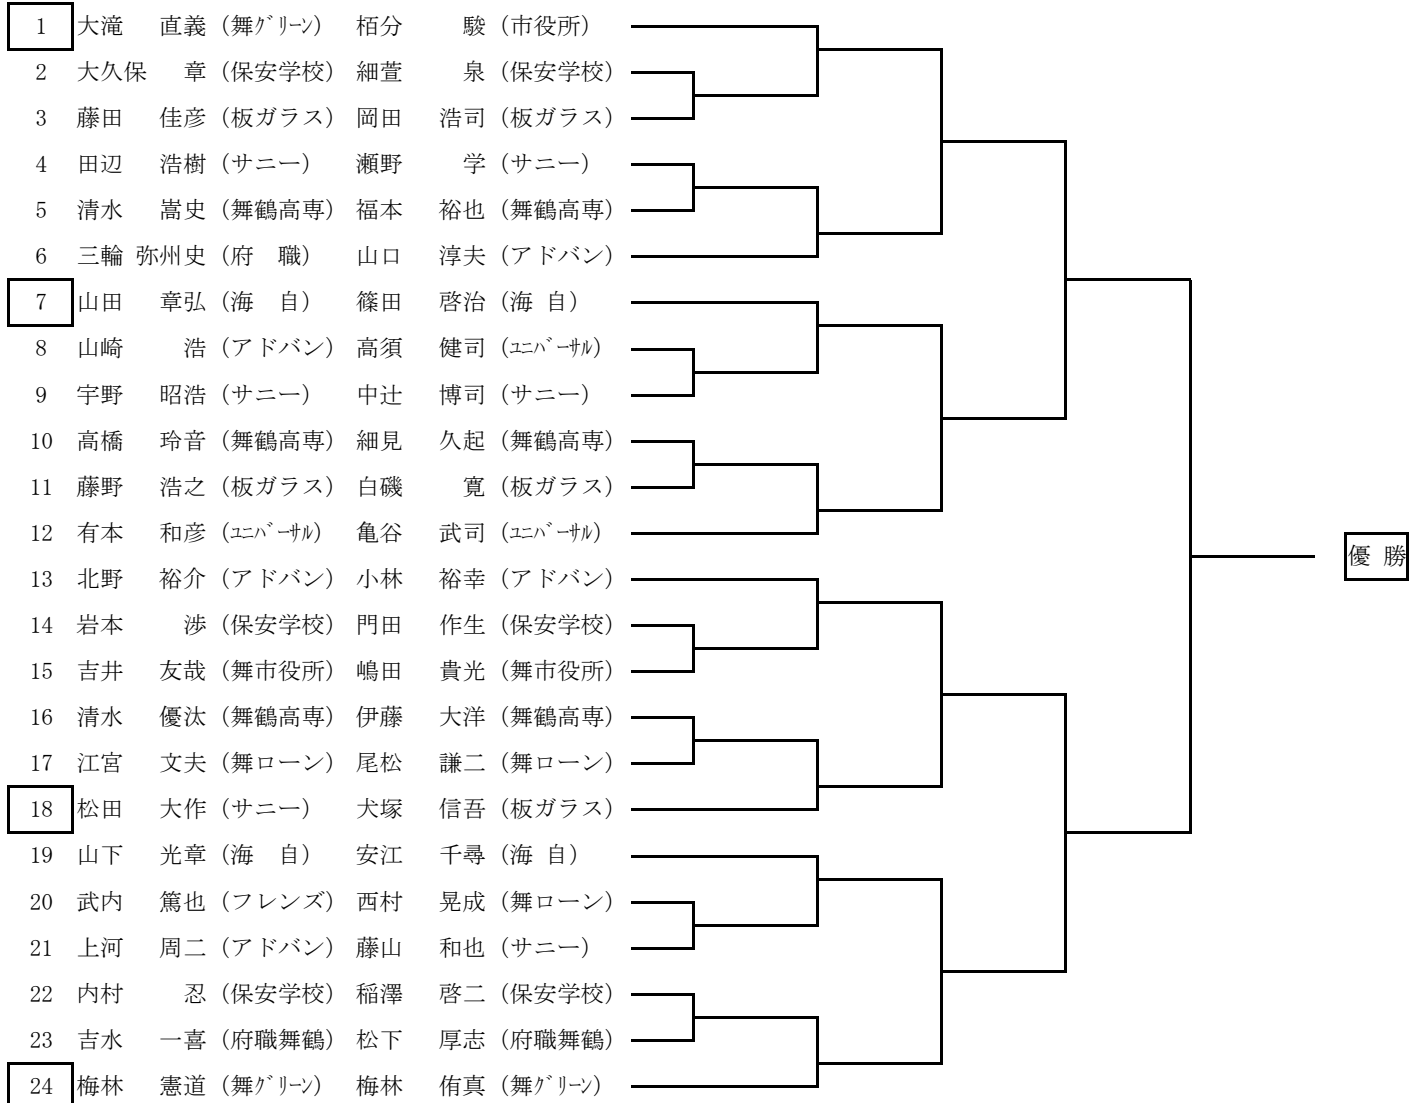 1 大滝 直義 (舞グリーン) 栢分 駿 (市役所)
2 大久保 章 (保安学校) 細萱 泉 (保安学校)
3 藤田 佳彦 (板ガラス) 岡田 浩司 (板ガラス)
4 田辺 浩樹 (サニー) 瀬野 学 (サニー)
5 清水 嵩史 (舞鶴高専) 福本 裕也 (舞鶴高専)
6 三輪 弥州史 (府 職) 山口 淳夫 (アドバン)
7 山田 章弘 (海 自) 篠田 啓治 (海 自)
8 山崎 浩 (アドバン) 高須 健司 (ユニバーサル)
9 宇野 昭浩 (サニー) 中辻 博司 (サニー)
10 高橋 玲音 (舞鶴高専) 細見 久起 (舞鶴高専)
11 藤野 浩之 (板ガラス) 白磯 寛 (板ガラス)
12 有本 和彦 (ユニバーサル) 亀谷 武司 (ユニバーサル)
優 勝
13 北野 裕介 (アドバン) 小林 裕幸 (アドバン)
14 岩本 渉 (保安学校) 門田 作生 (保安学校)
15 吉井 友哉 (舞市役所) 嶋田 貴光 (舞市役所)
16 清水 優汰 (舞鶴高専) 伊藤 大洋 (舞鶴高専)
17 江宮 文夫 (舞ローン) 尾松 謙二 (舞ローン)
18 松田 大作 (サニー) 犬塚 信吾 (板ガラス)
19 山下 光章 (海 自) 安江 千尋 (海 自)
20 武内 篤也 (フレンズ) 西村 晃成 (舞ローン)
21 上河 周二 (アドバン) 藤山 和也 (サニー)
22 内村 忍 (保安学校) 稲澤 啓二 (保安学校)
23 吉水 一喜 (府職舞鶴) 松下 厚志 (府職舞鶴)
24 梅林 憲道 (舞グリーン) 梅林 侑真 (舞グリーン)